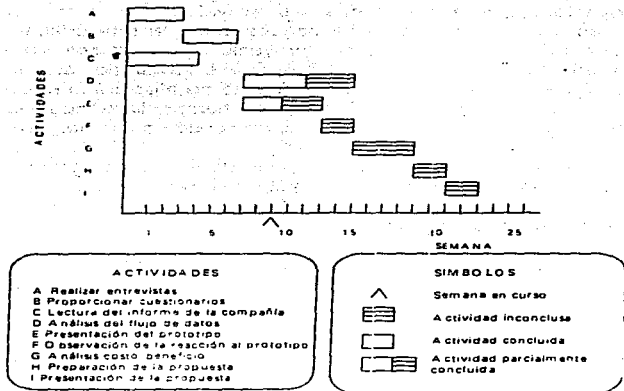 ACTIVIDADES
A
B
C
D
E
F
G
H
I
1 5 10 15 10 25
SEMANA
ACTIVIDADES
A Realizar entrevistas
B Proporcionar cuestionarios
C Lectura del informe de la compañía
D Análisis del flujo de datos
E Presentación del prototipo
F Observación de la reacción al prototipo
G Análisis costo beneficio
H Preparación de la propuesta
I Presentación de la propuesta
SIMBOLOS
Semana en curso
Actividad inconclusa
Actividad concluida
Actividad parcialmente
concluida